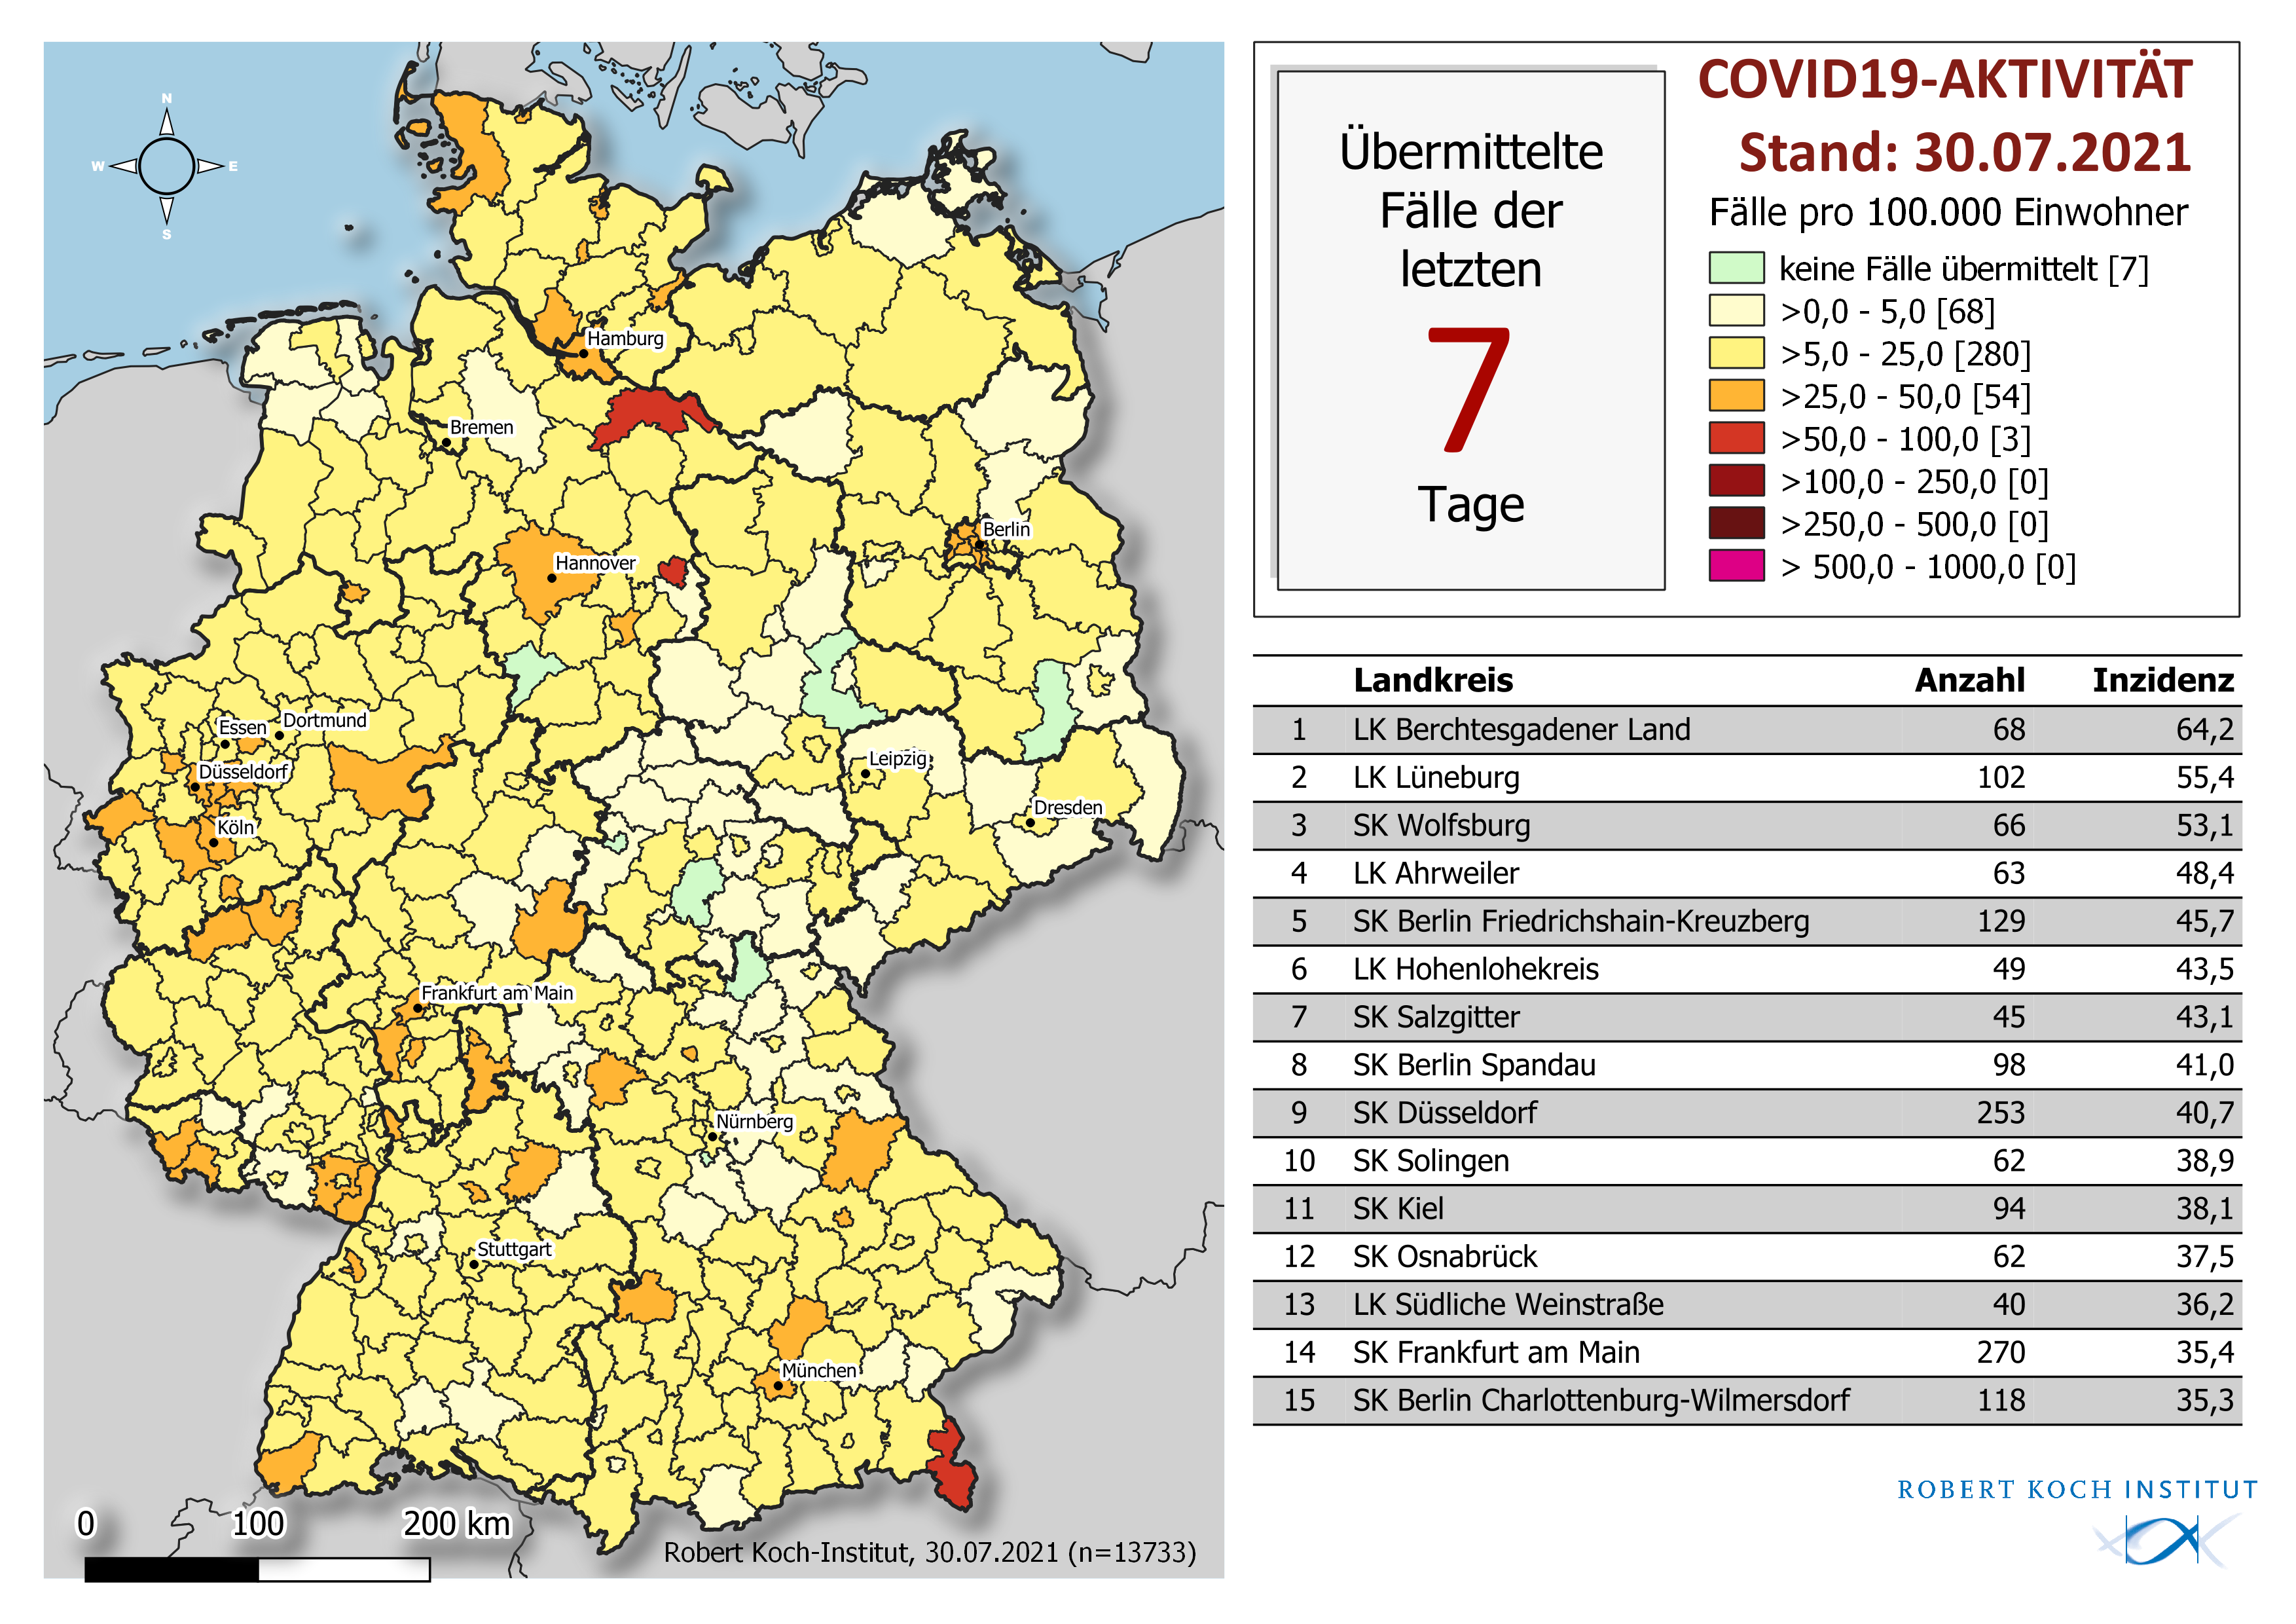 N
W
E
S
Hamburg
Bremen
Berlin
Hannover
Essen
Dortmund
Düsseldorf
Leipzig
Köln
Dresden
Frankfurt am Main
Nürnberg
Stuttgart
München
0 100 200 km
Robert Koch-Institut, 30.07.2021 (n=13733)
Übermittelte
Fälle der
letzten
7
Tage
COVID19-AKTIVITÄT
Stand: 30.07.2021
Fälle pro 100.000 Einwohner
keine Fälle übermittelt [7]
>0,0 - 5,0 [68]
>5,0 - 25,0 [280]
>25,0 - 50,0 [54]
>50,0 - 100,0 [3]
>100,0 - 250,0 [0]
>250,0 - 500,0 [0]
> 500,0 - 1000,0 [0]
Landkreis Anzahl Inzidenz
1 LK Berchtesgadener Land 68 64,2
2 LK Lüneburg 102 55,4
3 SK Wolfsburg 66 53,1
4 LK Ahrweiler 63 48,4
5 SK Berlin Friedrichshain-Kreuzberg 129 45,7
6 LK Hohenlohekreis 49 43,5
7 SK Salzgitter 45 43,1
8 SK Berlin Spandau 98 41,0
9 SK Düsseldorf 253 40,7
10 SK Solingen 62 38,9
11 SK Kiel 94 38,1
12 SK Osnabrück 62 37,5
13 LK Südliche Weinstraße 40 36,2
14 SK Frankfurt am Main 270 35,4
15 SK Berlin Charlottenburg-Wilmersdorf 118 35,3
ROBERT KOCH INSTITUT